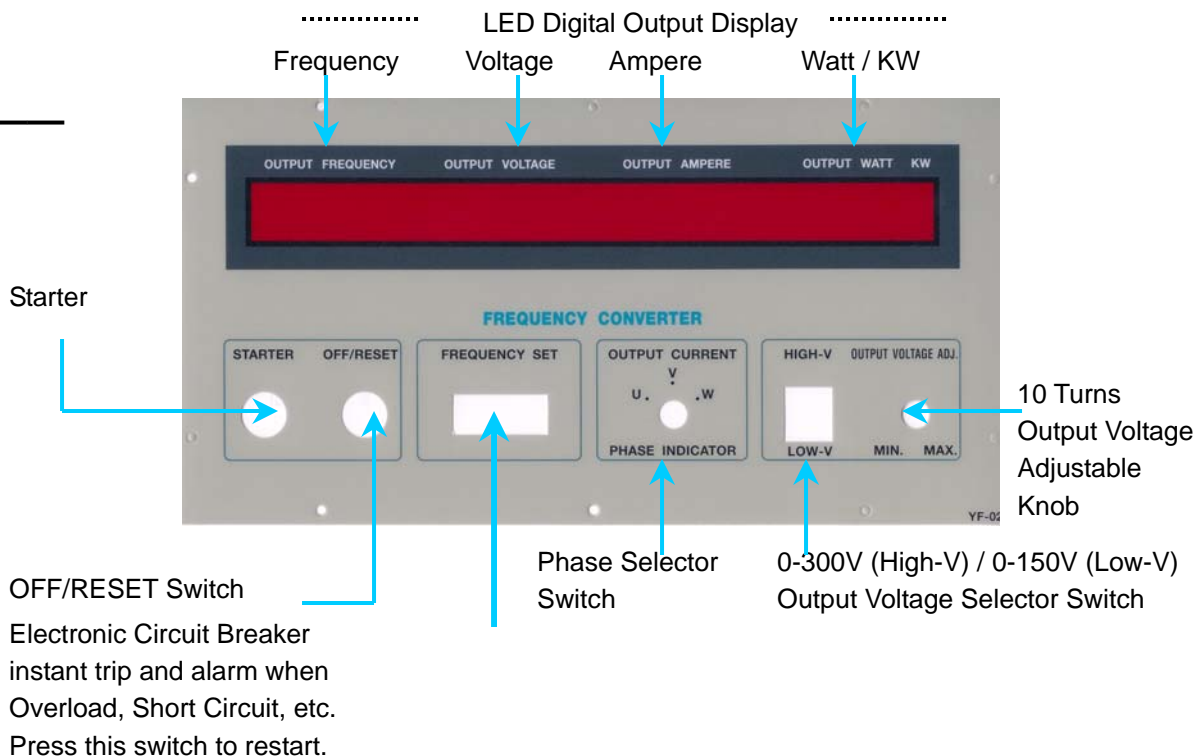 LED Digital Output Display
Frequency Voltage Ampere Watt / KW
OUTPUT FREQUENCY OUTPUT VOLTAGE OUTPUT AMPERE OUTPUT WATT KW
Starter
FREQUENCY CONVERTER
STARTER OFF/RESET FREQUENCY SET OUTPUT CURRENT HIGH-V OUTPUT VOLTAGE ADJ.
V
U . . W
PHASE INDICATOR LOW-V MIN. MAX.
10 Turns
Output Voltage
Adjustable
Knob
YF-02
OFF/RESET Switch
Electronic Circuit Breaker
instant trip and alarm when
Overload, Short Circuit, etc.
Press this switch to restart.
Phase Selector
Switch
0-300V (High-V) / 0-150V (Low-V)
Output Voltage Selector Switch